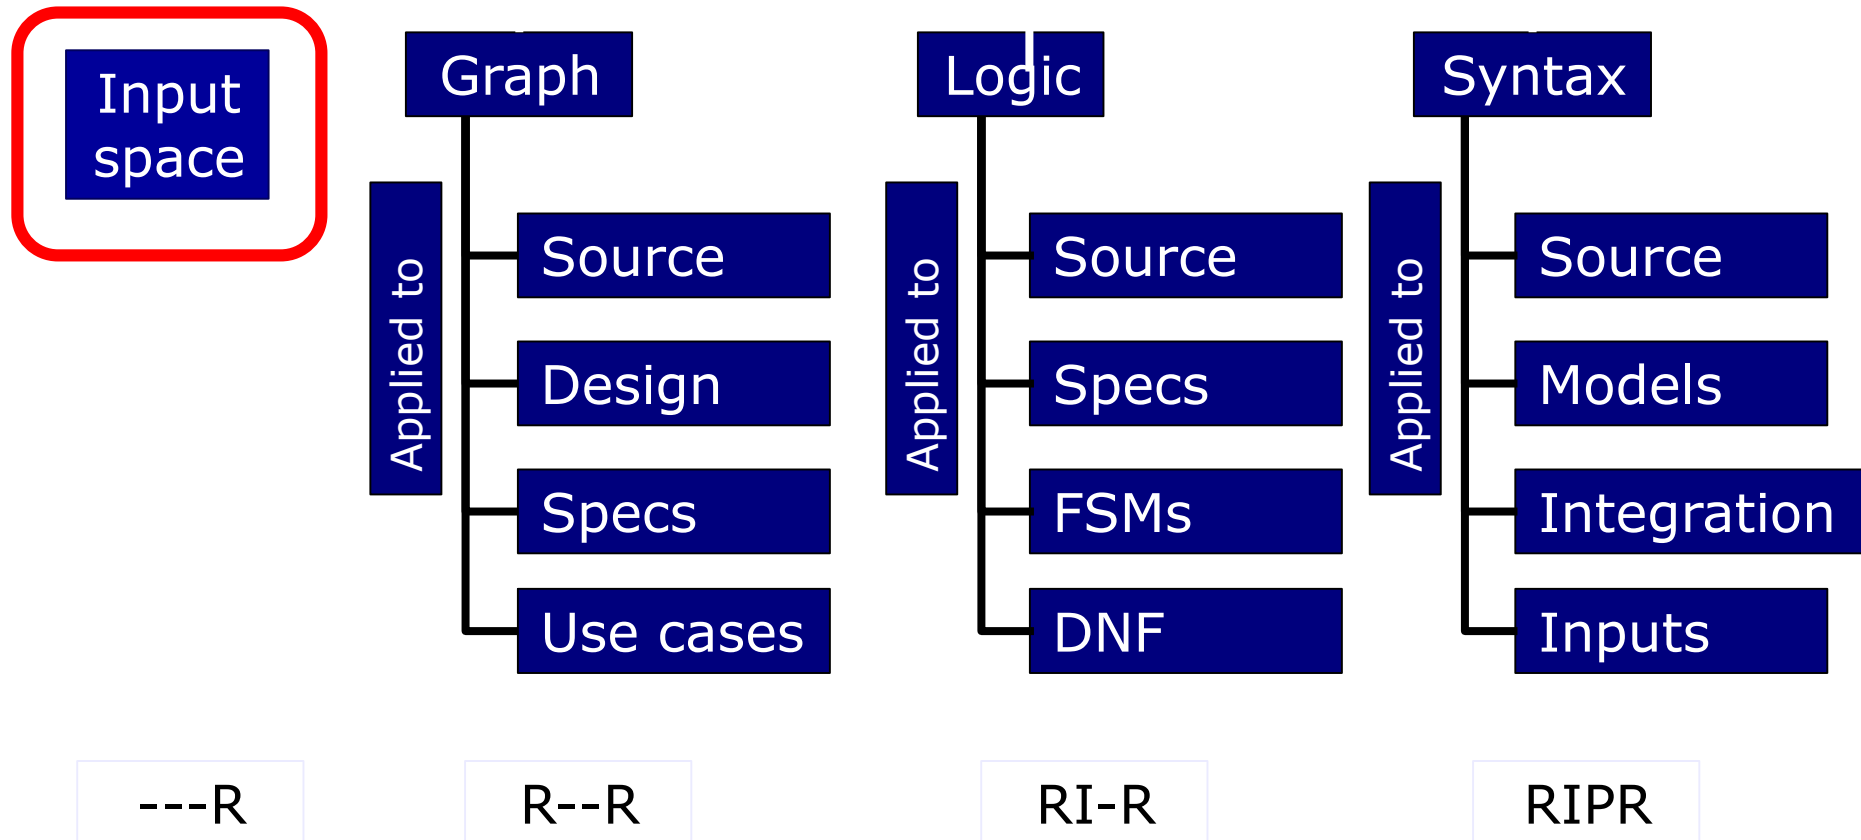 Input
space
Graph
Applied to
Source
Design
Specs
Use cases
Logic
Applied to
Source
Specs
FSMs
DNF
Syntax
Applied to
Source
Models
Integration
Inputs
---R
R--R
RI-R
RIPR